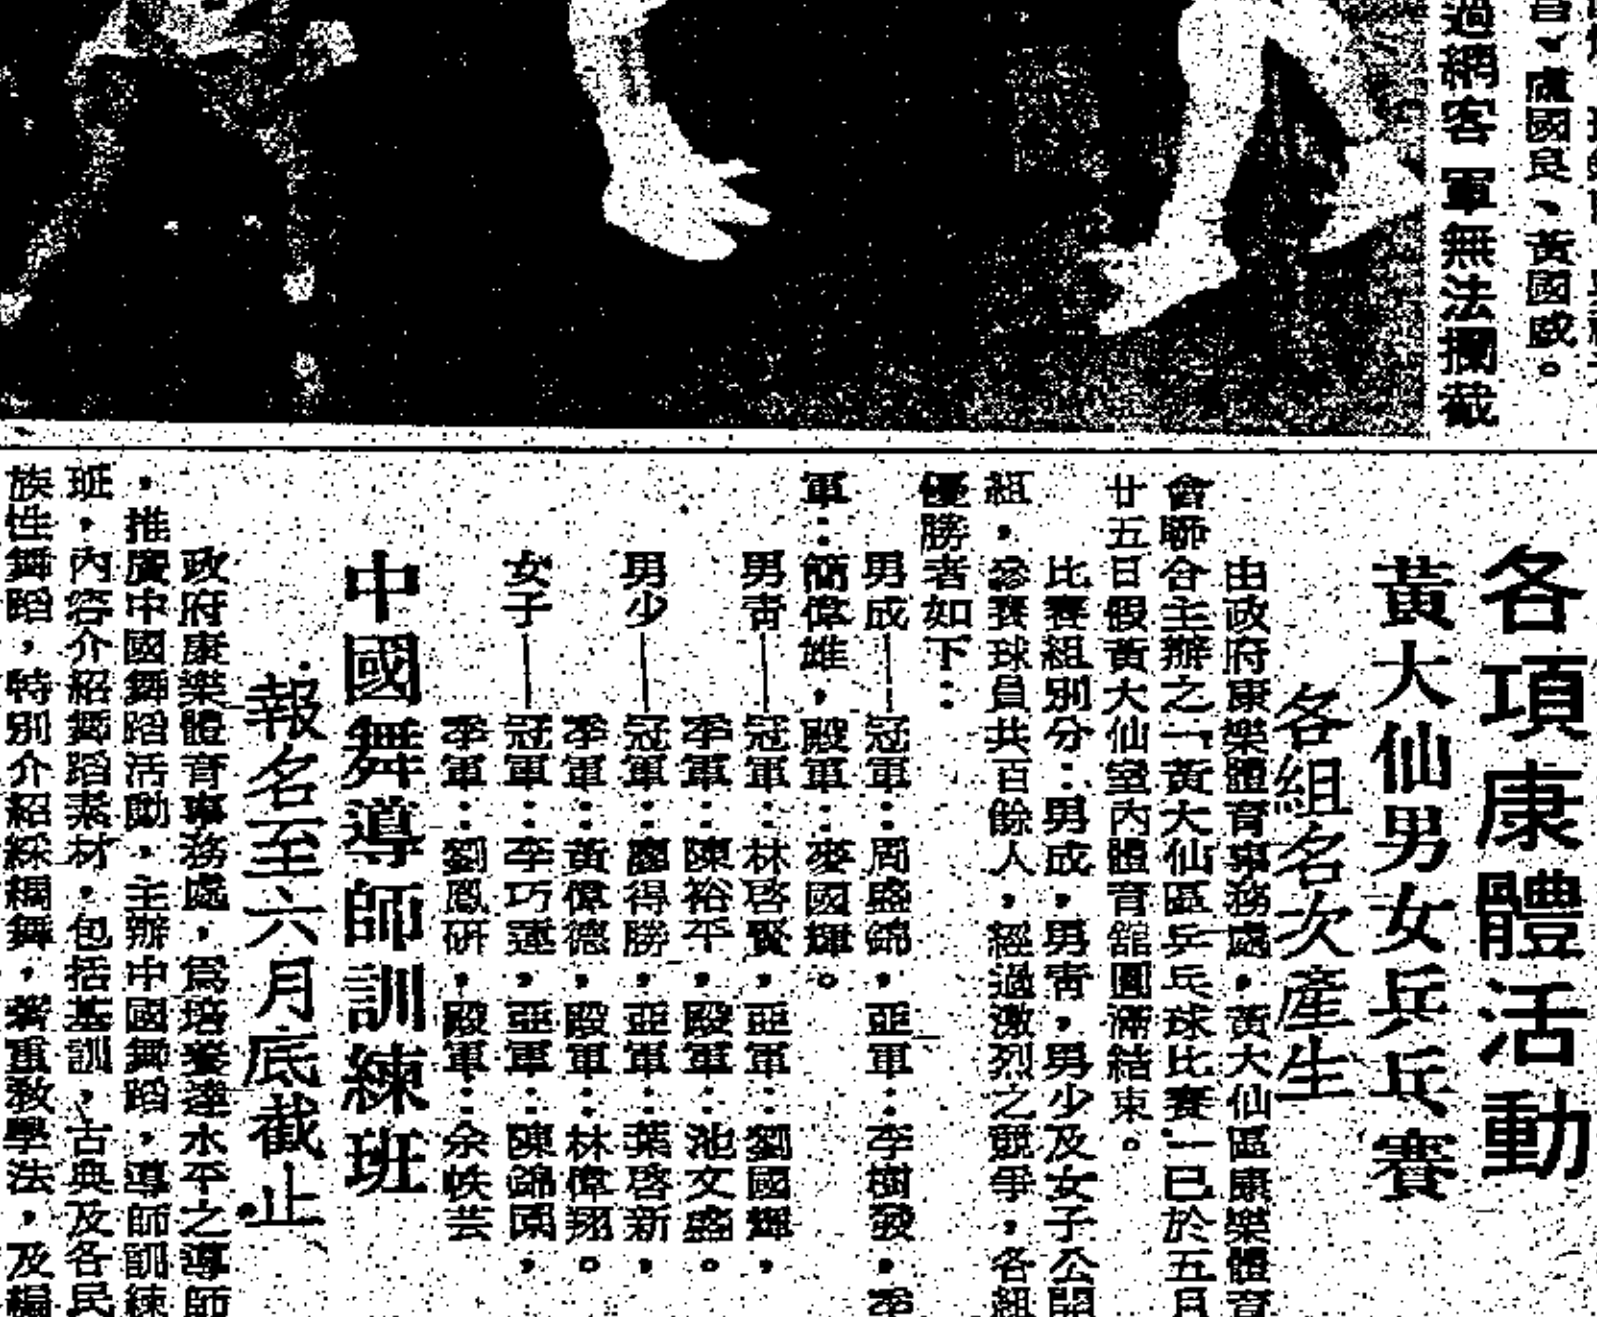 過網客 軍無法攔截
盧國良、黃國威。
各項康體活動
黃大仙男女乒乓賽
各組名次產生
由政府康樂體育事務處，黃大仙區康樂體育
會聯合主辦之「黃大仙區乒乓球比賽」已於五月
廿五日假黃大仙室內體育館圓滿結束。
比賽組別分：男成，男靑，男少及女子公開
組，參賽球員共百餘人，經過激烈之競爭，各組
優勝者如下：
男成——冠軍：周盛錦，亞軍：李樹發，季
軍：簡偉雄，殿軍：麥國輝。
男靑——冠軍：林啓賢，亞軍：劉國輝，
季軍：陳裕平，殿軍：池文盛。
男少——冠軍：廖得勝，亞軍：葉啓新，
季軍：黃偉德，殿軍：林偉翔。
女子——冠軍：李巧蓮，亞軍：陳錦開，
季軍：劉鳳研，殿軍：余帙芸
中國舞導師訓練班
報名至六月底截止
政府康樂體育事務處，爲培養達水平之導師
，推廣中國舞蹈活動，主辦中國舞蹈，導師訓練
班，內容介紹舞蹈素材，包括基訓，古典及各民
族性舞蹈，特別介紹綵綢舞，着重敎學法，及編